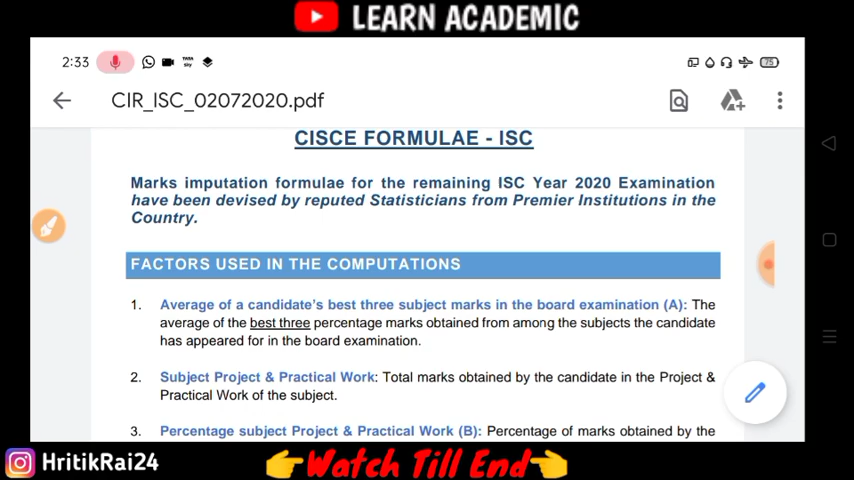 LEARN ACADEMIC
2:33
TATA
sky
75
CIR_ISC_02072020.pdf
CISCE FORMULAE - ISC
Marks imputation formulae for the remaining ISC Year 2020 Examination
have been devised by reputed Statisticians from Premier Institutions in the
Country.
FACTORS USED IN THE COMPUTATIONS
1. Average of a candidate's best three subject marks in the board examination (A): The
average of the best three percentage marks obtained from among the subjects the candidate
has appeared for in the board examination.
2. Subject Project & Practical Work: Total marks obtained by the candidate in the Project &
Practical Work of the subject.
3. Percentage subject Project & Practical Work (B): Percentage of marks obtained by the
HritikRai24
👉Watch Till End👈